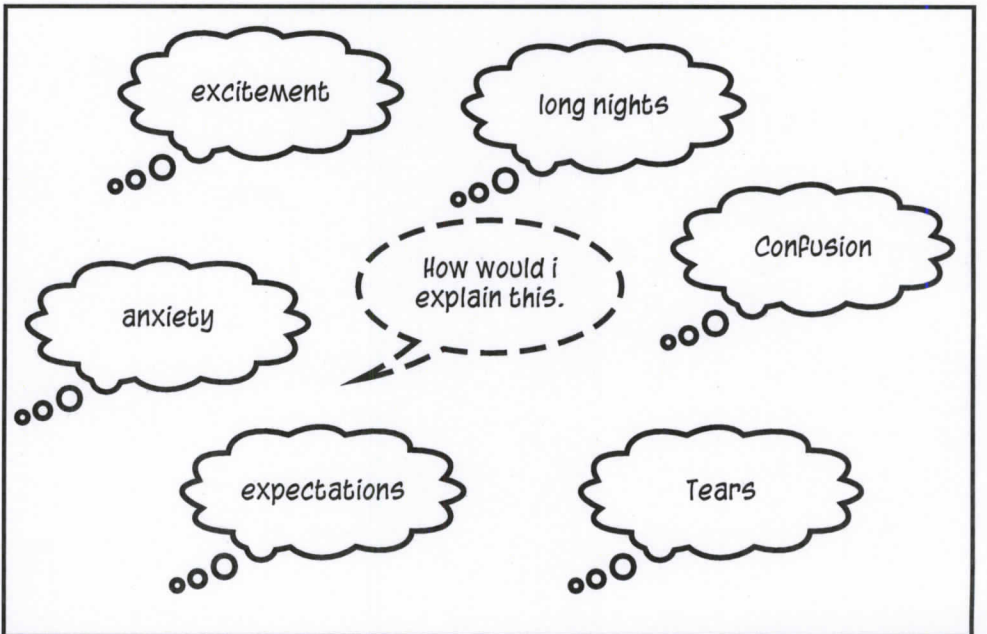 excitement
long nights
Confusion
How would i
explain this.
anxiety
expectations
Tears